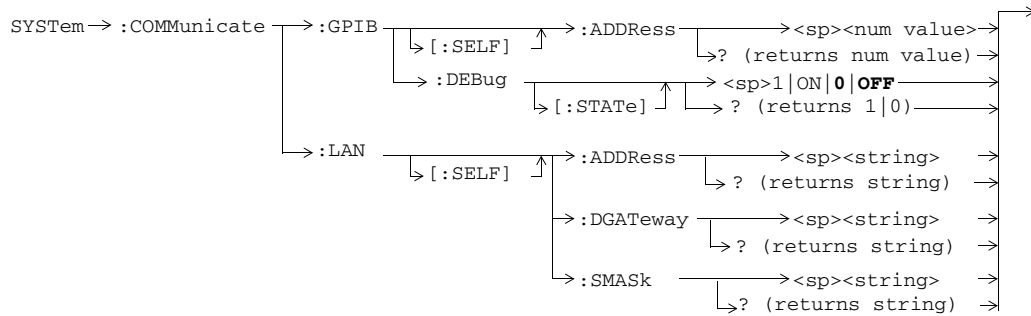 SYSTem :COMMunicate :GPIB [:SELF] :ADDRess <sp><num value>
? (returns num value)
:DEBug [:STATe] <sp>1|ON|0|OFF
? (returns 1|0)
:LAN [:SELF] :ADDRess <sp><string>
? (returns string)
:DGATeway <sp><string>
? (returns string)
:SMASk <sp><string>
? (returns string)